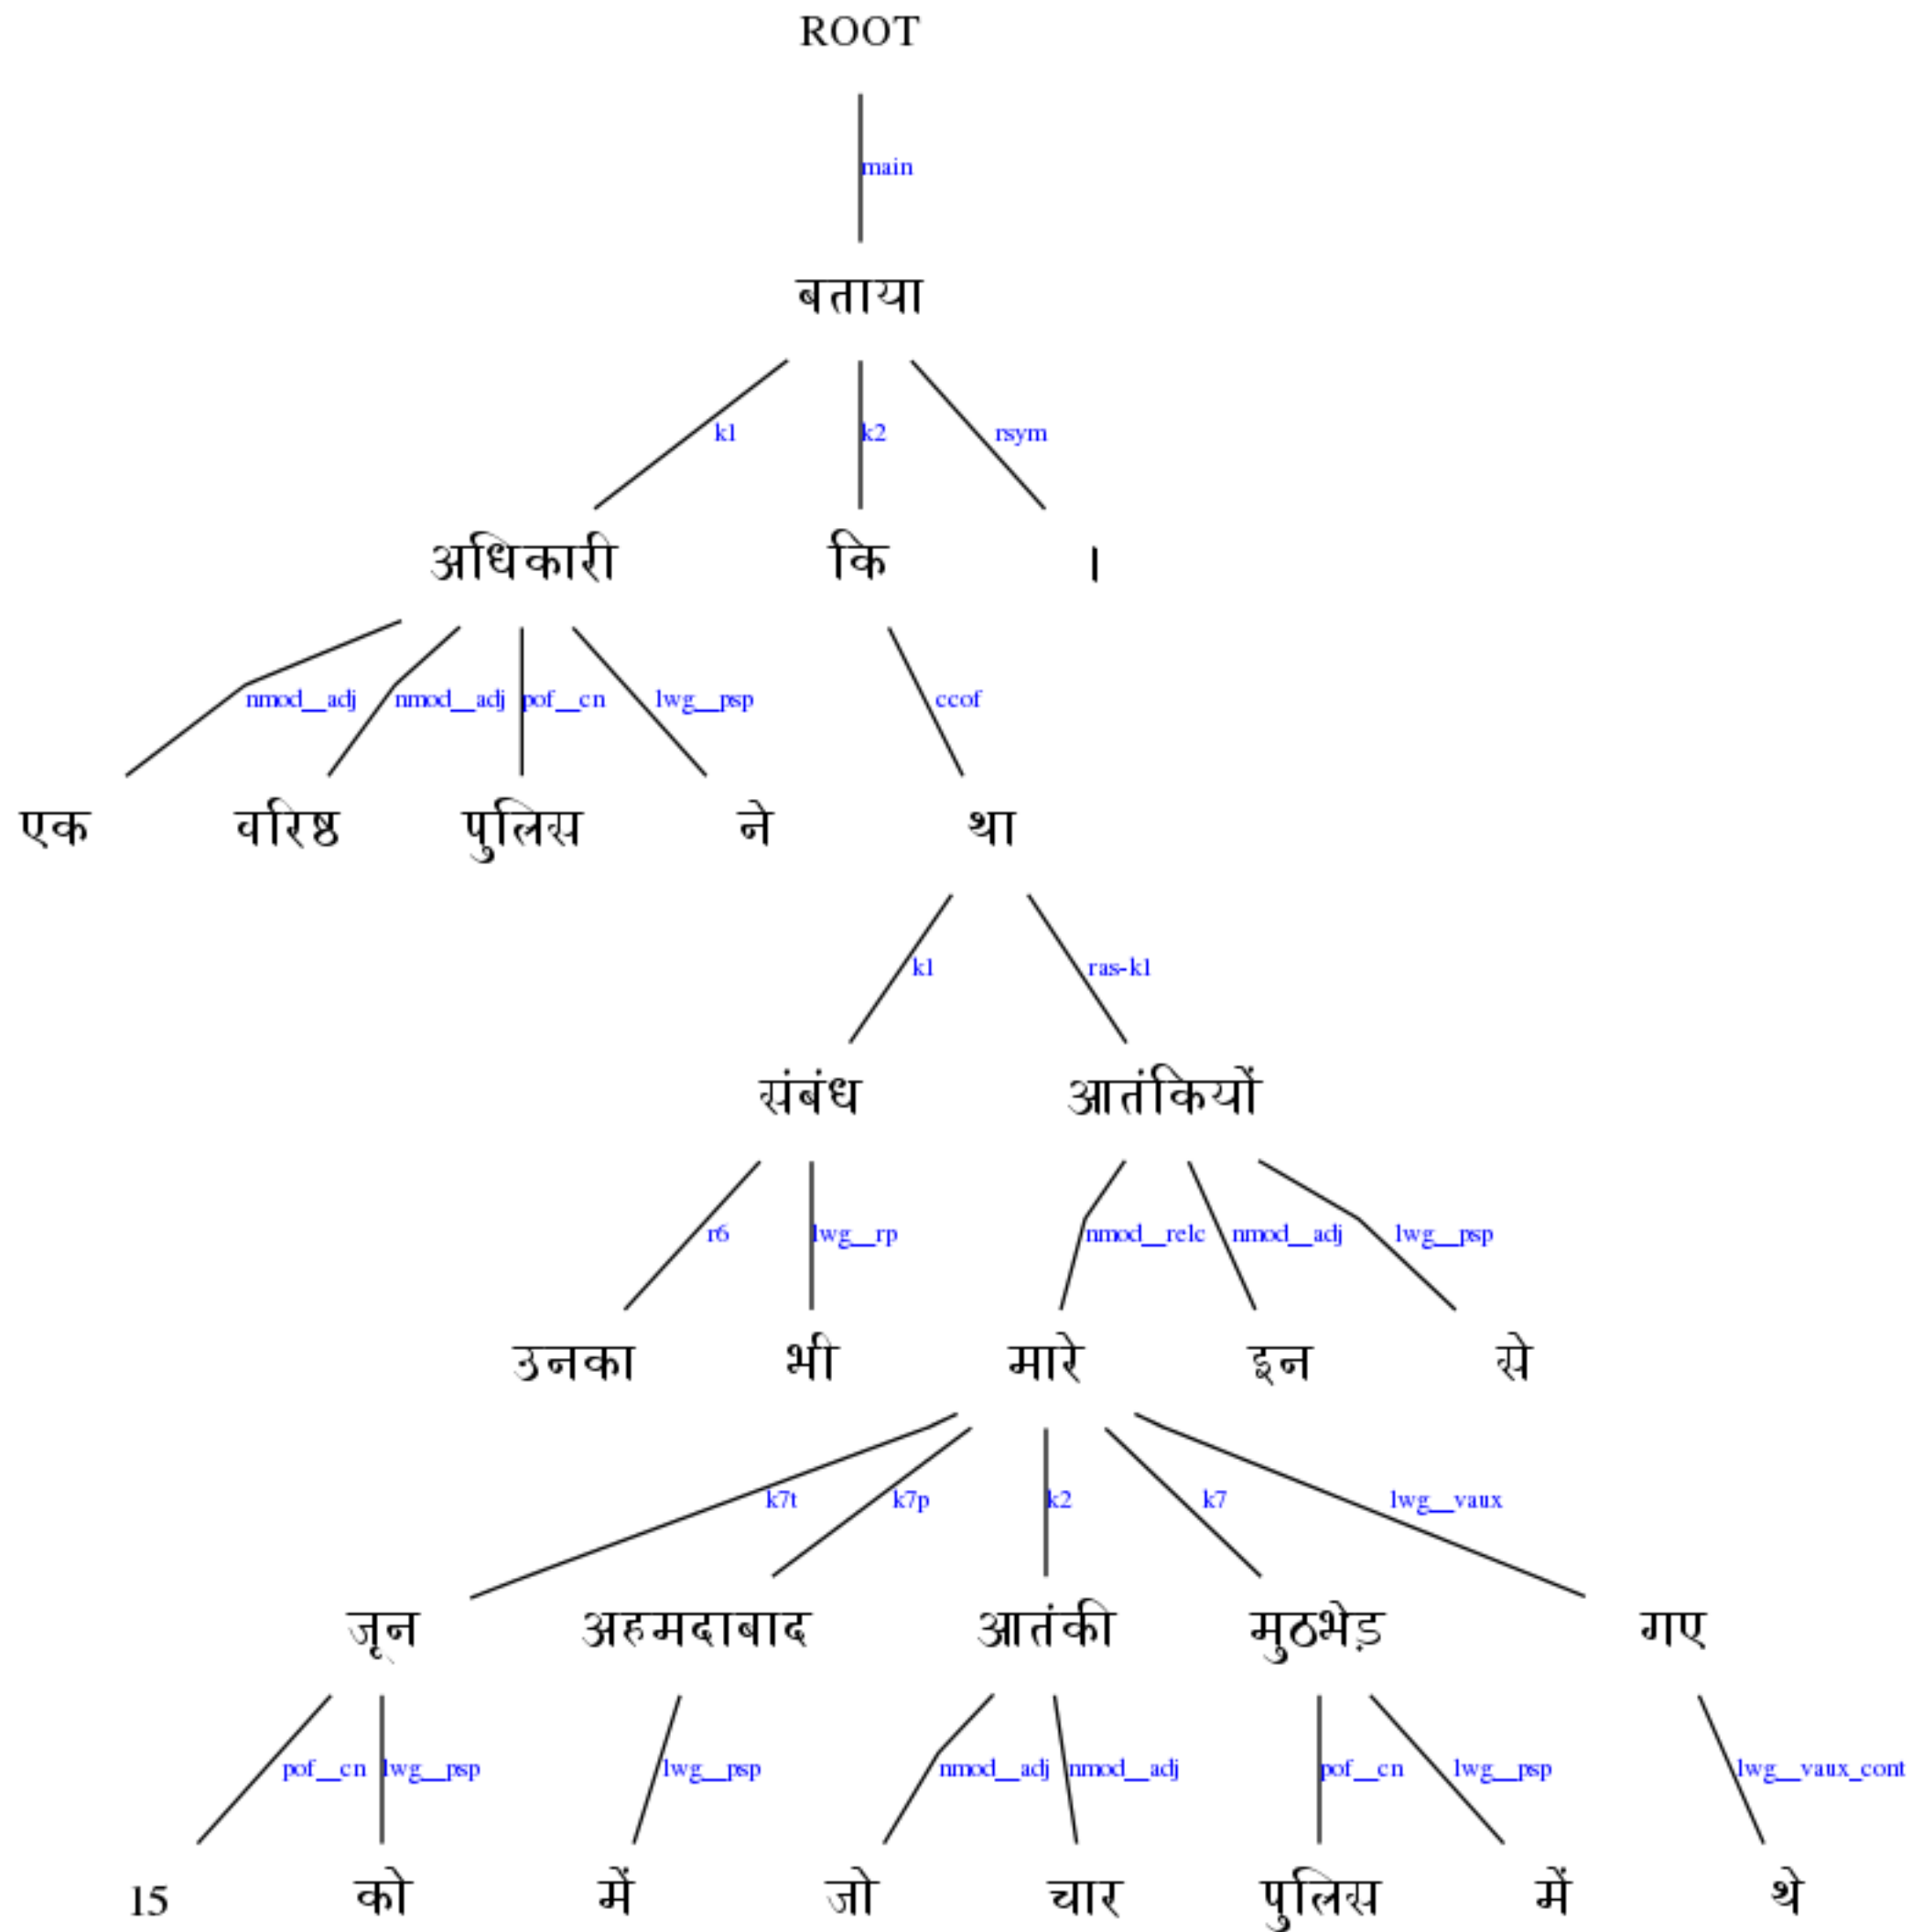 ROOT
main
बताया
k1 k2 rsym
अधिकारी कि ।
nmod__adj nmod__adj pof__cn lwg__psp ccof
एक वरिष्ठ पुलिस ने था
k1 ras-k1
संबंध आतंकियों
r6 lwg__rp nmod__relc nmod__adj lwg__psp
उनका भी मारे इन से
k7t k7p k2 k7 lwg__vaux
जून अहमदाबाद आतंकी मुठभेड़ गए
pof__cn lwg__psp lwg__psp nmod__adj nmod__adj pof__cn lwg__psp lwg__vaux_cont
15 को में जो चार पुलिस में थे